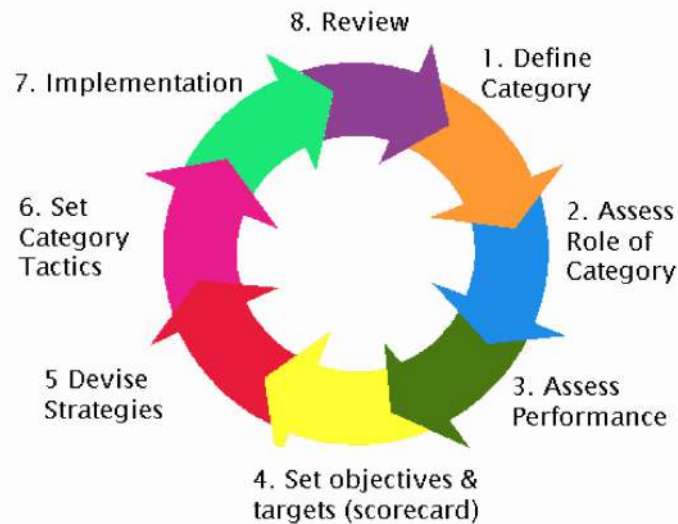 8. Review
1. Define
Category
2. Assess
Role of
Category
3. Assess
Performance
4. Set objectives &
targets (scorecard)
5 Devise
Strategies
6. Set
Category
Tactics
7. Implementation